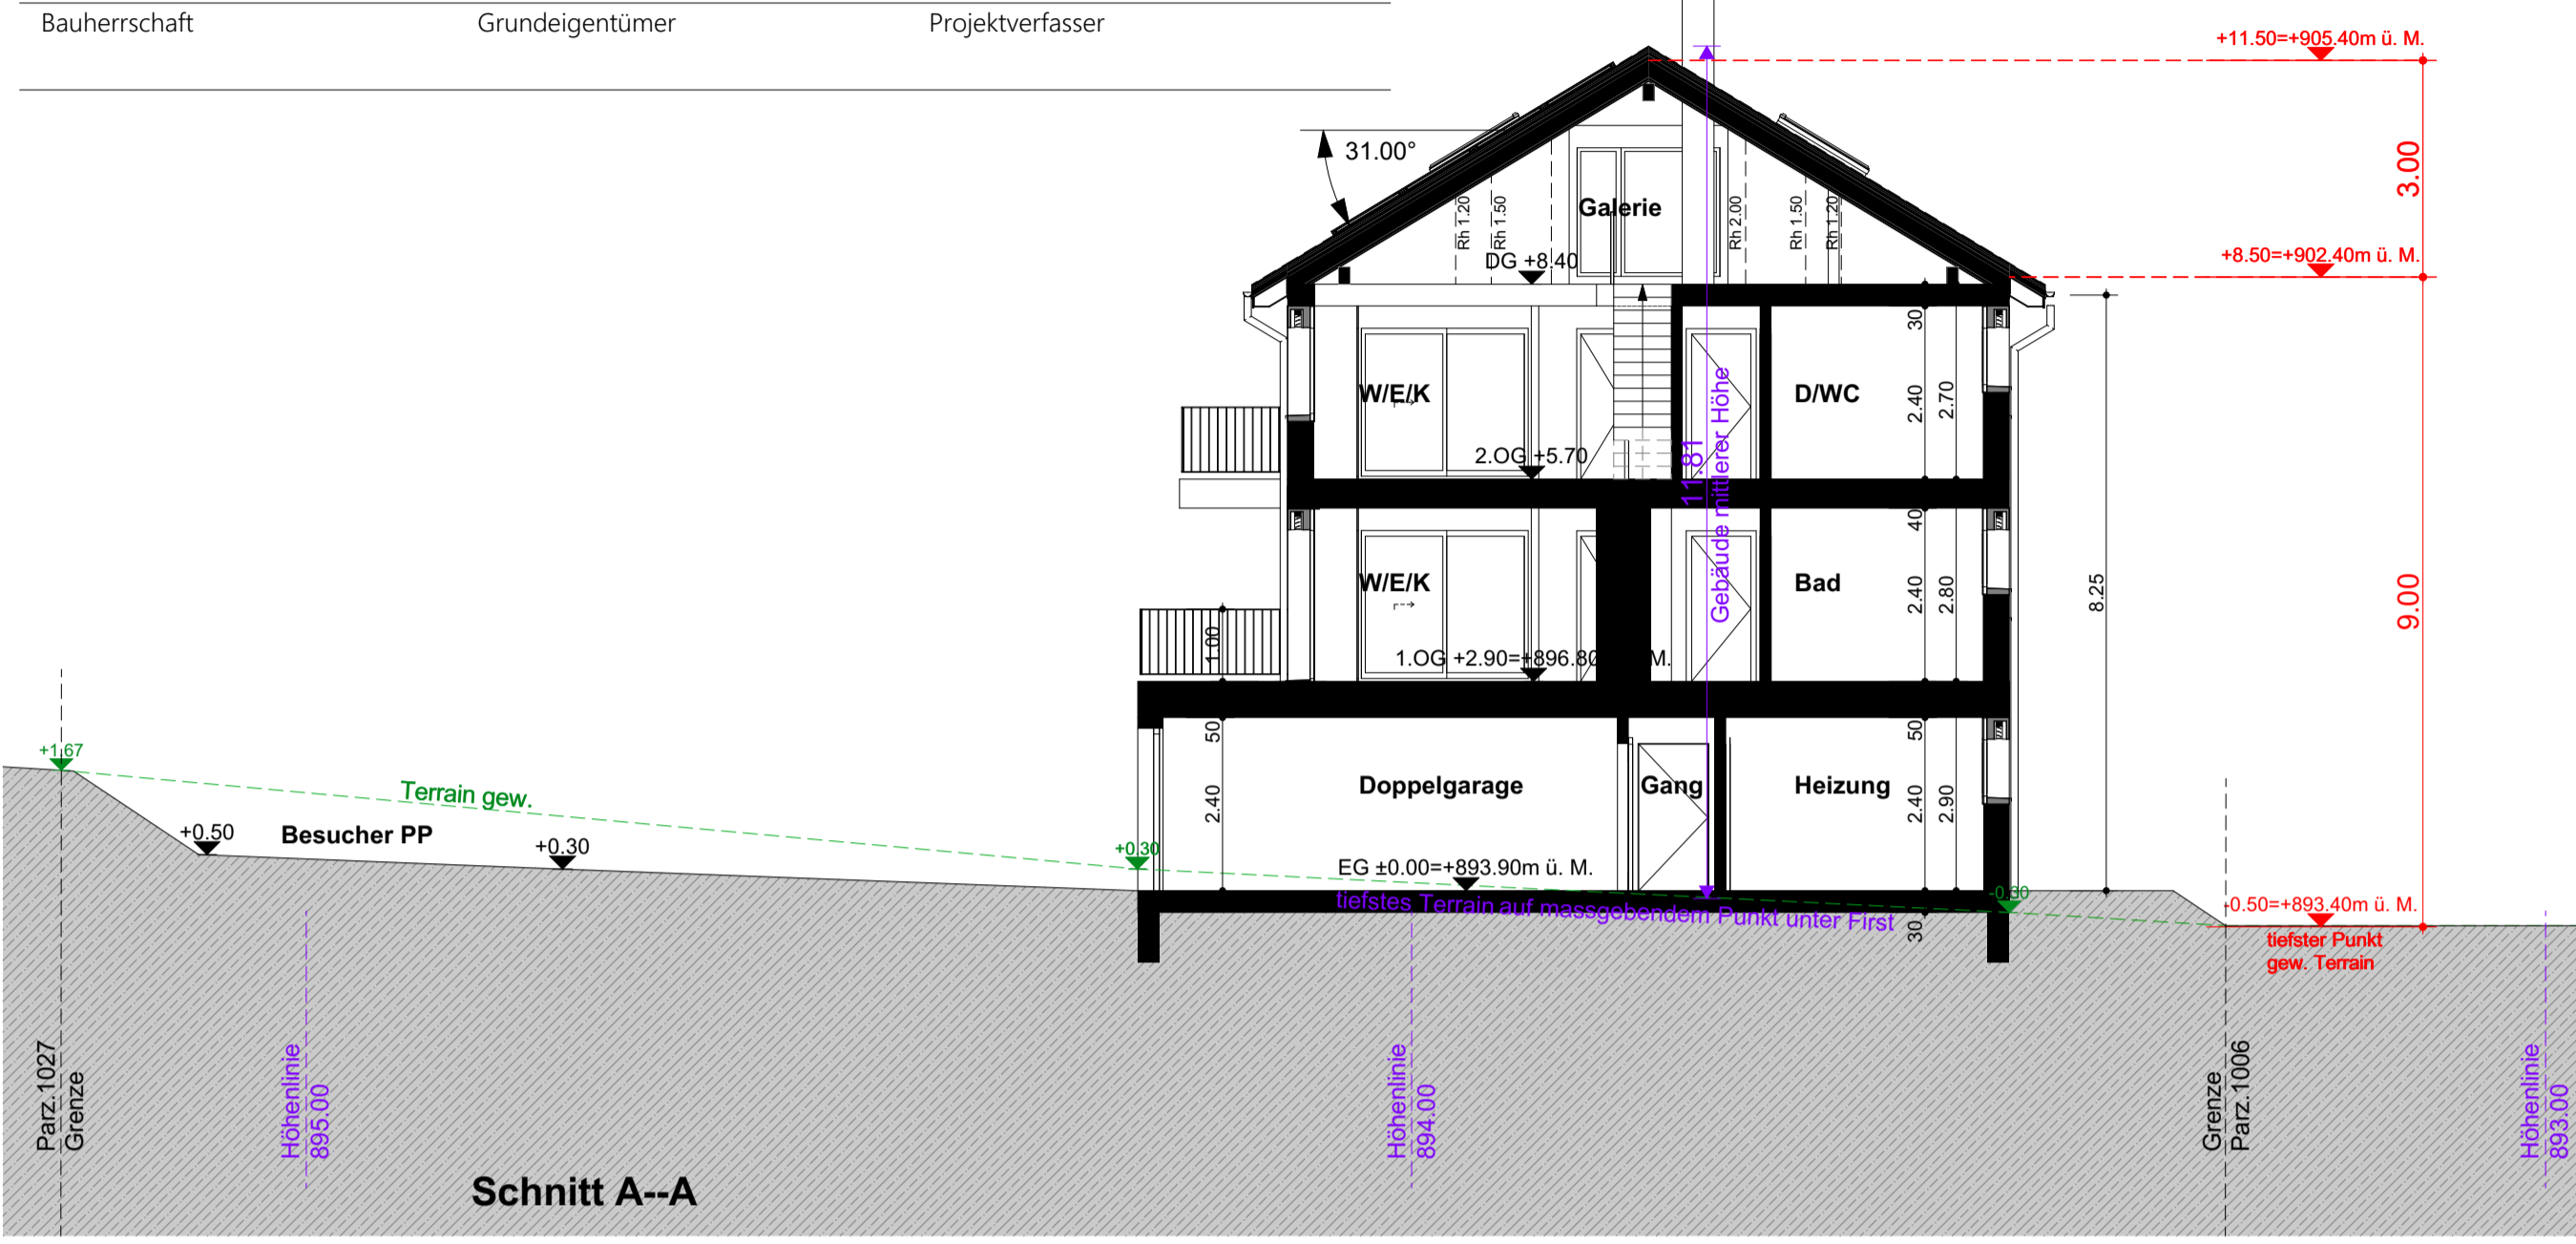 Bauherrschaft Grundeigentümer Projektverfasser
+11.50=+905.40m ü. M.
3.00
31.00°
Galerie
Rh 1.20
Rh 1.50
Rh 2.00
Rh 1.50
Rh 1.20
DG +8.40
+8.50=+902.40m ü. M.
30
W/E/K
D/WC
2.40
2.70
2.OG +5.70
11.81
Gebäude mittlerer Höhe
40
W/E/K
Bad
2.40
2.80
8.25
9.00
1.00
1.OG +2.90=+896.80 M.
50
50
+1.67
Terrain gew.
Doppelgarage
Gang
Heizung
2.40
2.40
2.90
+0.50
Besucher PP
+0.30
+0.30
EG ±0.00=+893.90m ü. M.
-0.30
tiefstes Terrain auf massgebendem Punkt unter First
30
-0.50=+893.40m ü. M.
tiefster Punkt
gew. Terrain
Parz.1027
Grenze
Höhenlinie
895.00
Höhenlinie
894.00
Grenze
Parz.1006
Höhenlinie
893.00
Schnitt A--A